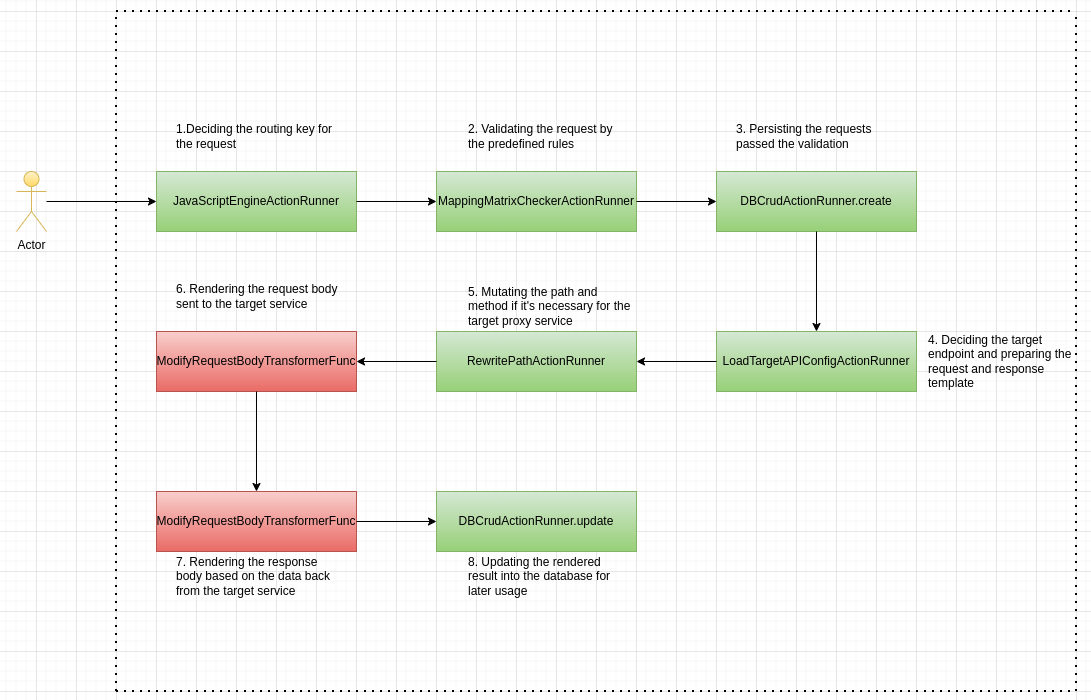 1.Deciding the routing key for
the request
2. Validating the request by
the predefined rules
3. Persisting the requests
passed the validation
JavaScriptEngineActionRunner
MappingMatrixCheckerActionRunner
DBCrudActionRunner.create
Actor
6. Rendering the request body
sent to the target service
5. Mutating the path and
method if it's necessary for the
target proxy service
4. Deciding the target
endpoint and preparing the
request and response
template
ModifyRequestBodyTransformerFunc
RewritePathActionRunner
LoadTargetAPIConfigActionRunner
ModifyRequestBodyTransformerFunc
DBCrudActionRunner.update
7. Rendering the response
body based on the data back
from the target service
8. Updating the rendered
result into the database for
later usage